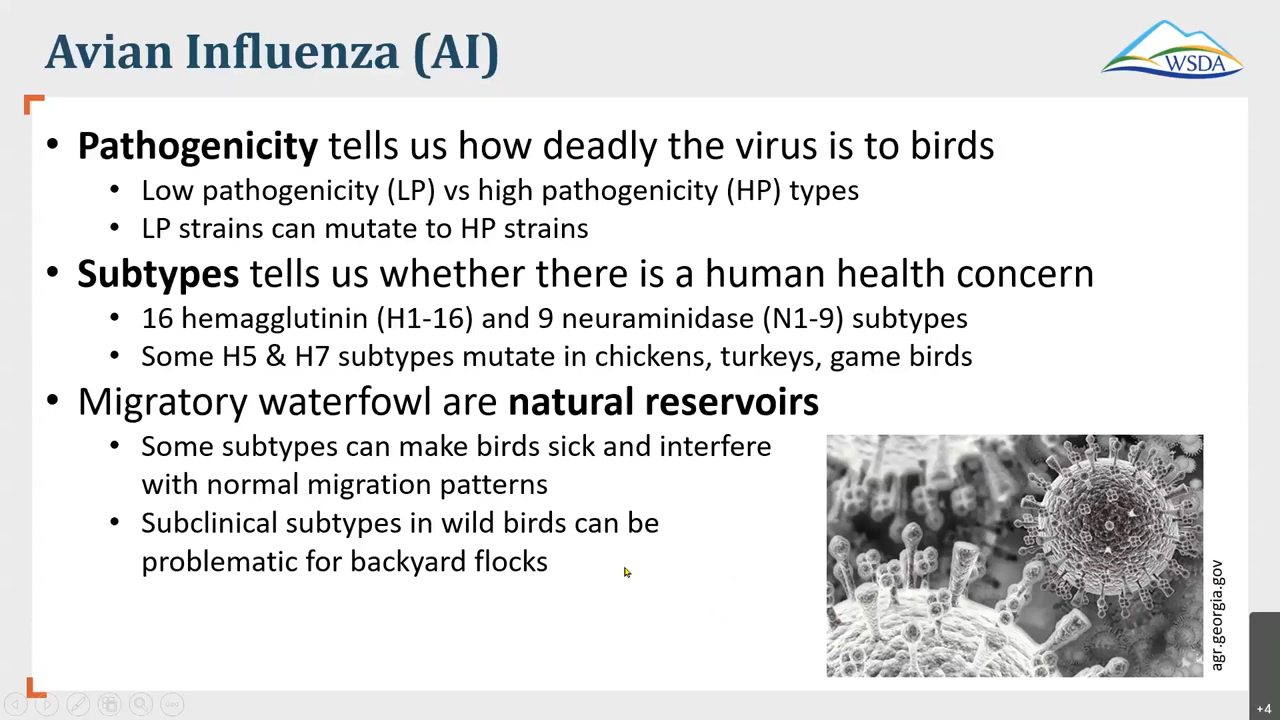 Avian Influenza (AI)
WSDA
• Pathogenicity tells us how deadly the virus is to birds
• Low pathogenicity (LP) vs high pathogenicity (HP) types
• LP strains can mutate to HP strains
• Subtypes tells us whether there is a human health concern
• 16 hemagglutinin (H1-16) and 9 neuraminidase (N1-9) subtypes
• Some H5 & H7 subtypes mutate in chickens, turkeys, game birds
• Migratory waterfowl are natural reservoirs
• Some subtypes can make birds sick and interfere
with normal migration patterns
• Subclinical subtypes in wild birds can be
problematic for backyard flocks
agr.georgia.gov
+4